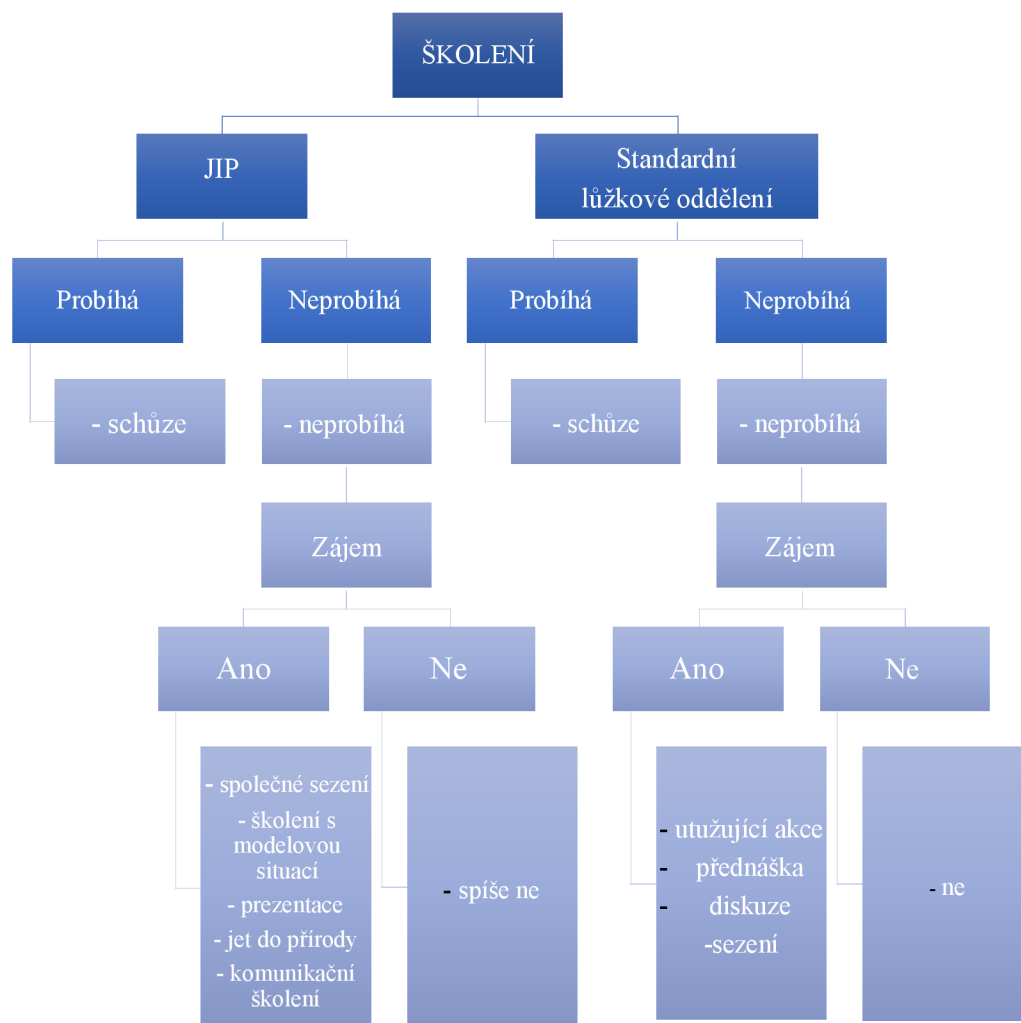 ŠKOLENÍ
JIP
Standardní
lůžkové oddělení
Probíhá
Neprobíhá
Probíhá
Neprobíhá
- schůze
- neprobíhá
- schůze
- neprobíhá
Zájem
Zájem
Ano
Ne
Ano
Ne
- společné sezení
- školení s
modelovou
situací
- prezentace
- jet do přírody
- komunikační
školení
- spíše ne
- utužující akce
- přednáška
- diskuze
-sezení
- ne